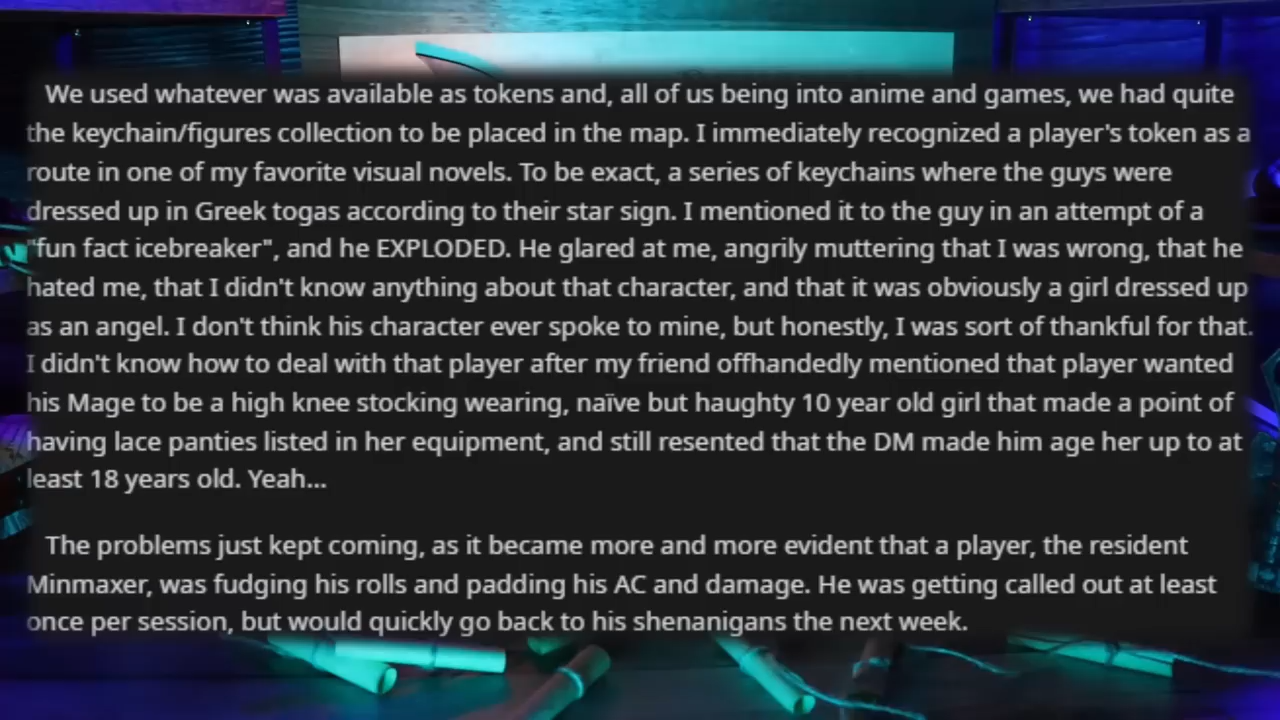 We used whatever was available as tokens and, all of us being into anime and games, we had quite
the keychain/figures collection to be placed in the map. I immediately recognized a player's token as a
route in one of my favorite visual novels. To be exact, a series of keychains where the guys were
dressed up in Greek togas according to their star sign. I mentioned it to the guy in an attempt of a
"fun fact icebreaker", and he EXPLODED. He glared at me, angrily muttering that I was wrong, that he
hated me, that I didn't know anything about that character, and that it was obviously a girl dressed up
as an angel. I don't think his character ever spoke to mine, but honestly, I was sort of thankful for that.
I didn't know how to deal with that player after my friend offhandedly mentioned that player wanted
his Mage to be a high knee stocking wearing, naïve but haughty 10 year old girl that made a point of
having lace panties listed in her equipment, and still resented that the DM made him age her up to at
least 18 years old. Yeah...
The problems just kept coming, as it became more and more evident that a player, the resident
Minmaxer, was fudging his rolls and padding his AC and damage. He was getting called out at least
once per session, but would quickly go back to his shenanigans the next week.